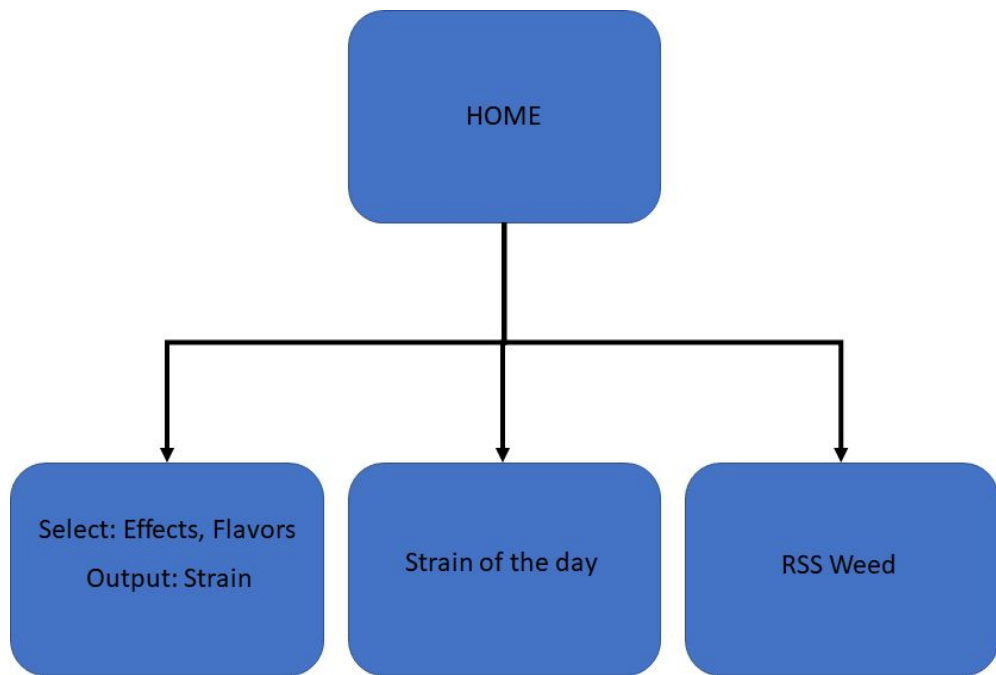 HOME
Select: Effects, Flavors
Output: Strain
Strain of the day
RSS Weed